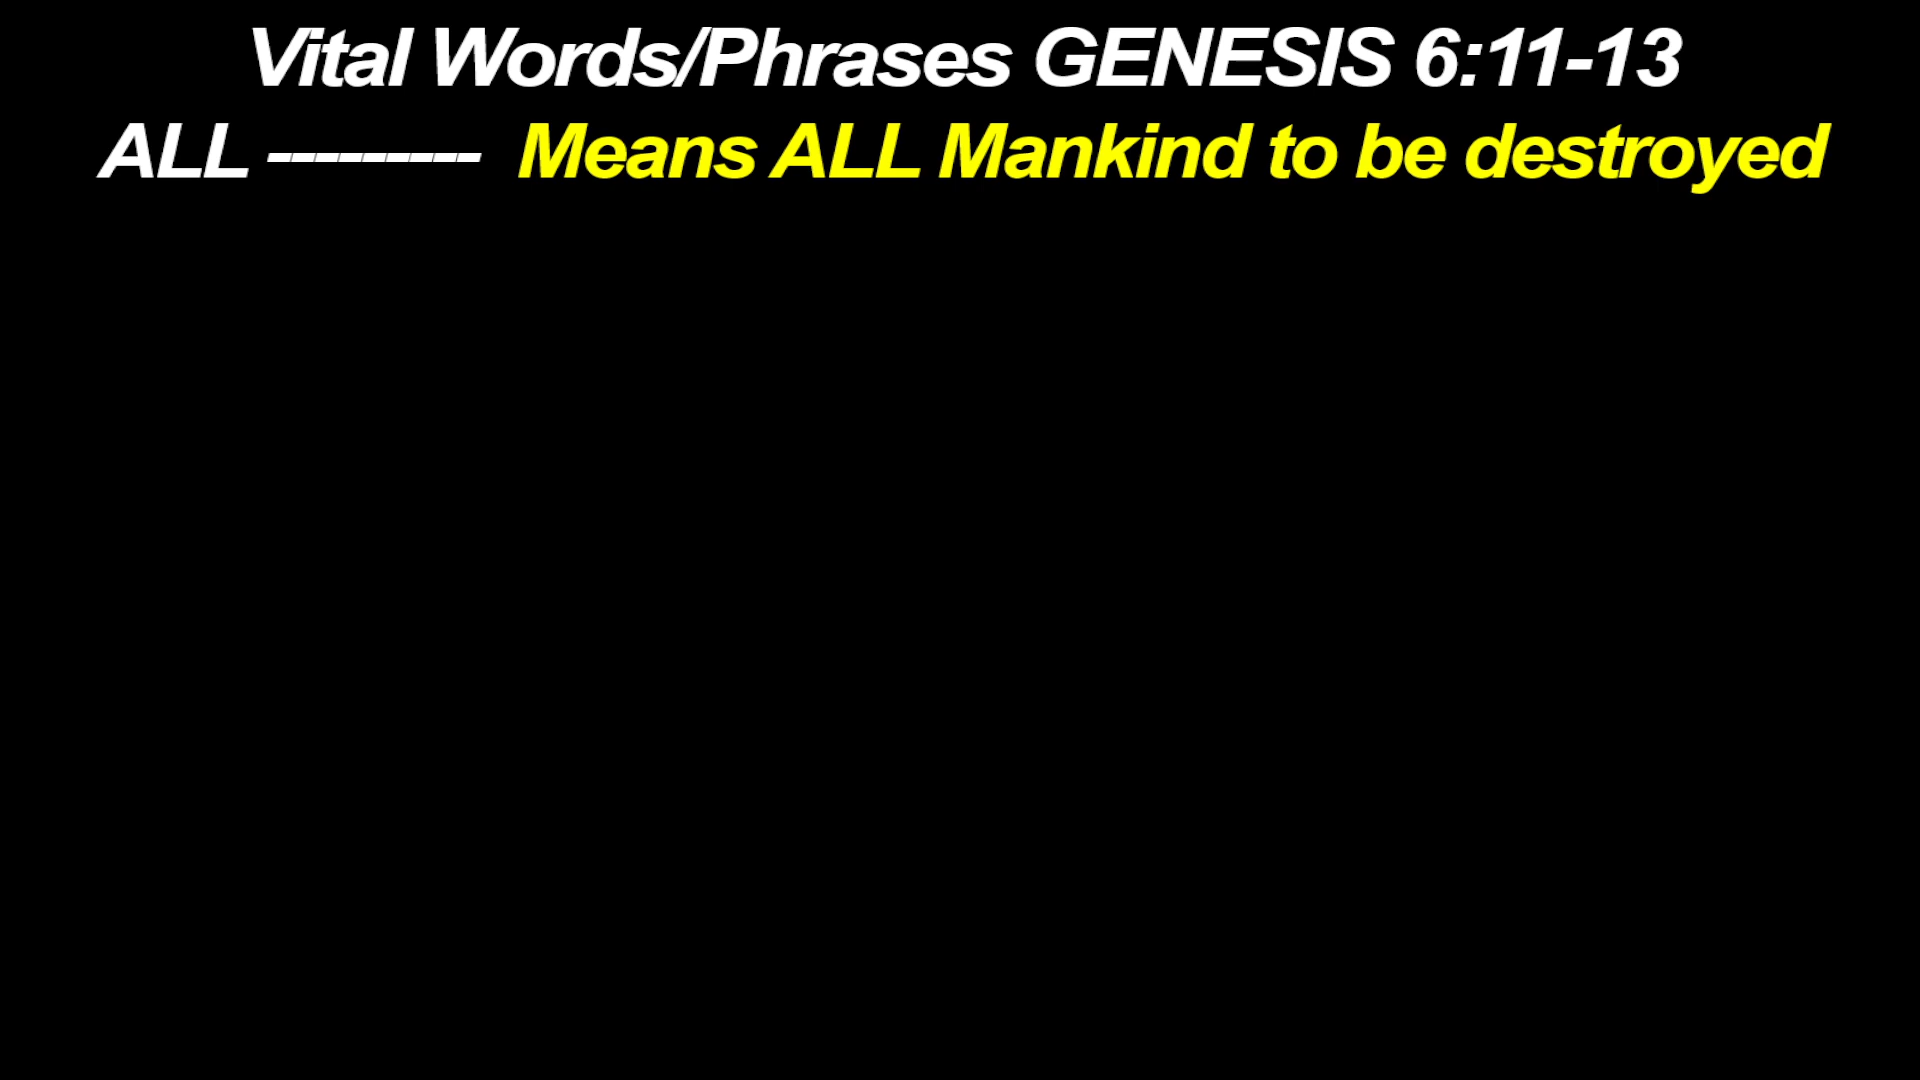 Vital Words/Phrases GENESIS 6:11-13
ALL --------- Means ALL Mankind to be destroyed